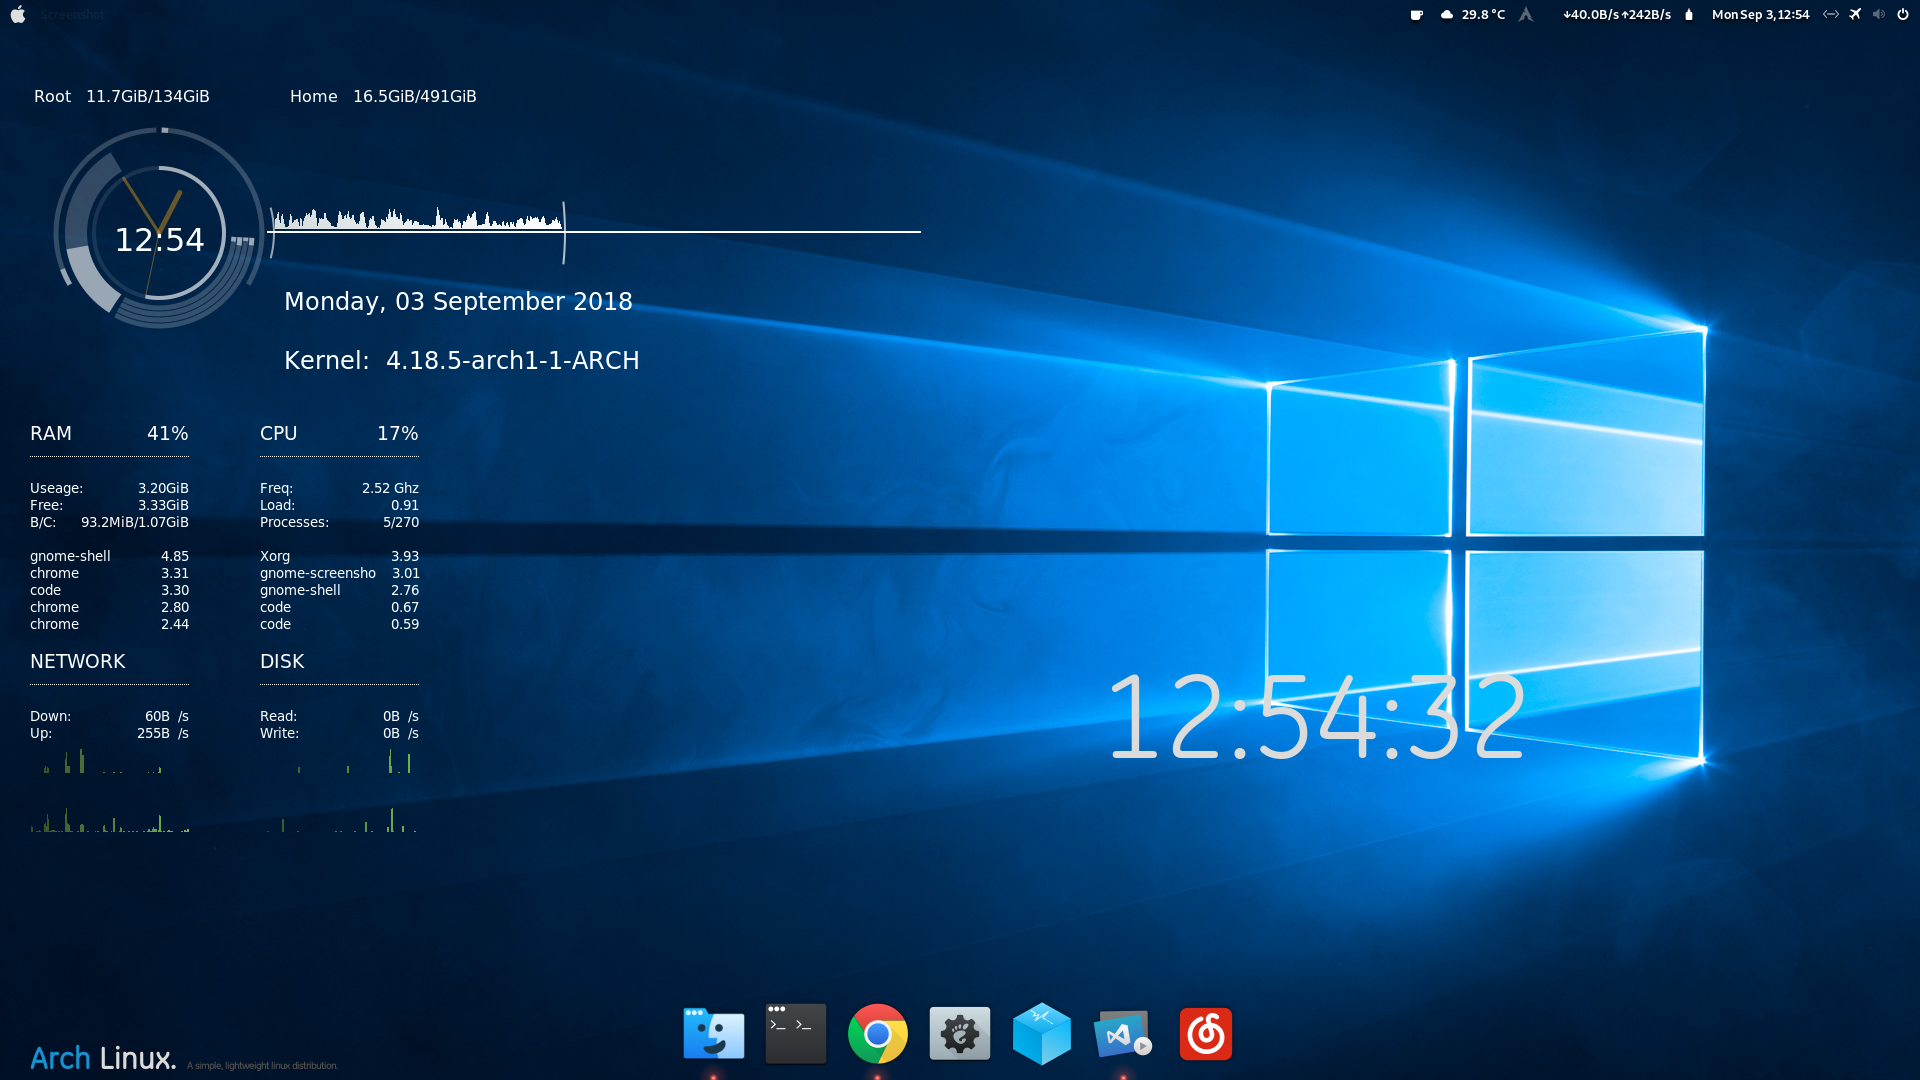 Screenshot
29.8 °C
↓40.0B/s ↑242B/s
Mon Sep 3, 12:54
Root 11.7GiB/134GiB
Home 16.5GiB/491GiB
12:54
Monday, 03 September 2018
Kernel: 4.18.5-arch1-1-ARCH
RAM 41%
Useage: 3.20GiB
Free: 3.33GiB
B/C: 93.2MiB/1.07GiB
gnome-shell 4.85
chrome 3.31
code 3.30
chrome 2.80
chrome 2.44
CPU 17%
Freq: 2.52 Ghz
Load: 0.91
Processes: 5/270
Xorg 3.93
gnome-screensho 3.01
gnome-shell 2.76
code 0.67
code 0.59
NETWORK
Down: 60B /s
Up: 255B /s
DISK
Read: 0B /s
Write: 0B /s
12:54:32
>_ >_
Arch Linux.
A simple, lightweight linux distribution.